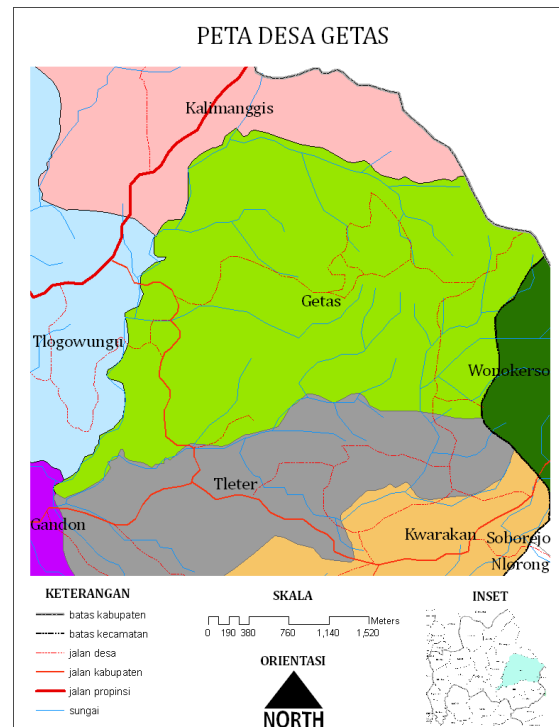 PETA DESA GETAS
Kalimanggis
Getas
Tlogowungu
Wonokerso
Tleter
Gandon
Kwarakan
Soborejo
Nlorong
KETERANGAN
batas kabupaten
batas kecamatan
jalan desa
jalan kabupaten
jalan propinsi
sungai
SKALA
Meters
0 190 380 760 1,140 1,520
ORIENTASI
NORTH
INSET